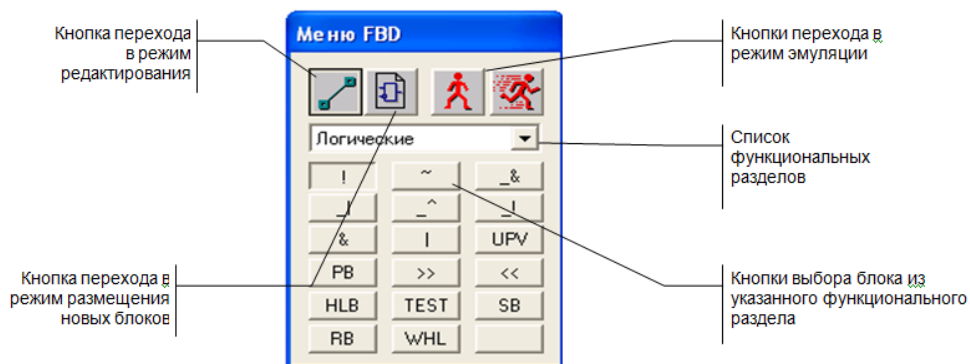 Кнопка перехода
в режим
редактирования
Меню FBD
Кнопки перехода в
режим эмуляции
Логические
Список
функциональных
разделов
! ~ _&
_| _^ _!
& | UPV
PB >> <<
HLB TEST SB
RB WHL
Кнопка перехода в
режим размещения
новых блоков
Кнопки выбора блока из
указанного функционального
раздела